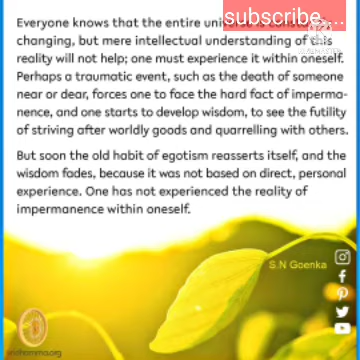 subscribe....
Everyone knows that the entire universe is constantly
changing, but mere intellectual understanding of this
reality will not help; one must experience it within oneself.
Perhaps a traumatic event, such as the death of someone
near or dear, forces one to face the hard fact of imperma-
nence, and one starts to develop wisdom, to see the futility
of striving after worldly goods and quarrelling with others.
But soon the old habit of egotism reasserts itself, and the
wisdom fades, because it was not based on direct, personal
experience. One has not experienced the reality of
impermanence within oneself.
S.N Goenka